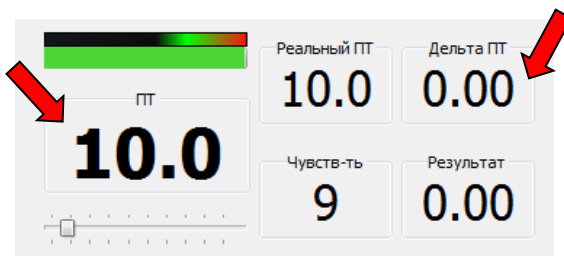 Реальный ПТ
Дельта ПТ
10.0
0.00
ПТ
10.0
Чувств-ть
Результат
9
0.00